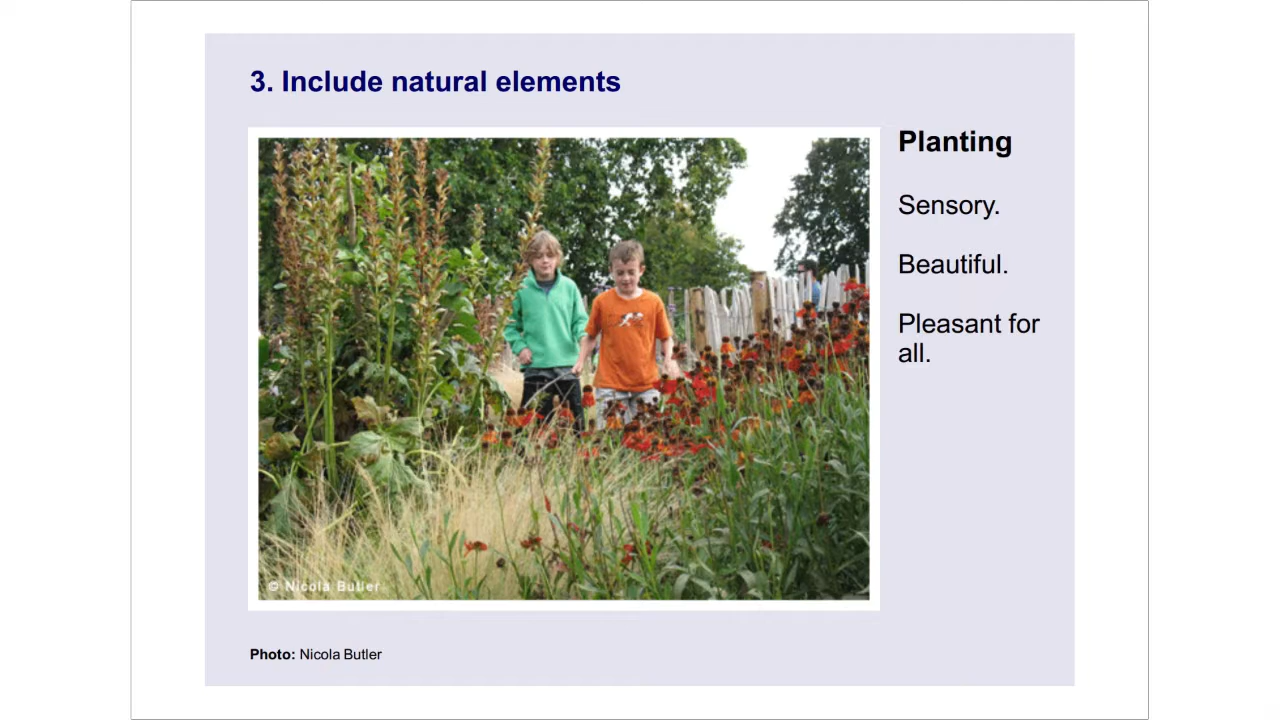 3. Include natural elements
Planting
Sensory.
Beautiful.
Pleasant for
all.
© Nicola Butler
Photo: Nicola Butler